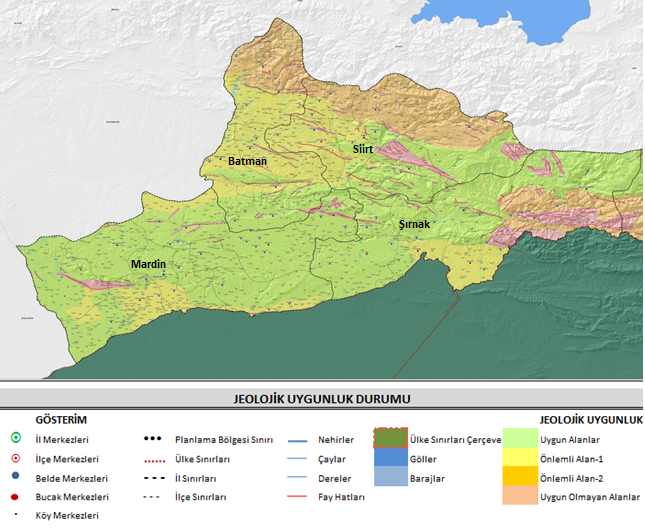 Siirt
Batman
Şırnak
Mardin
JEOLOJİK UYGUNLUK DURUMU
GÖSTERİM
İl Merkezleri
İlçe Merkezleri
Belde Merkezleri
Bucak Merkezleri
Köy Merkezleri
Planlama Bölgesi Sınırı
Ülke Sınırları
İl Sınırları
İlçe Sınırları
Nehirler
Çaylar
Dereler
Fay Hatları
Ülke Sınırları Çerçeve
Göller
Barajlar
JEOLOJİK UYGUNLUK
Uygun Alanlar
Önlemli Alan-1
Önlemli Alan-2
Uygun Olmayan Alanlar